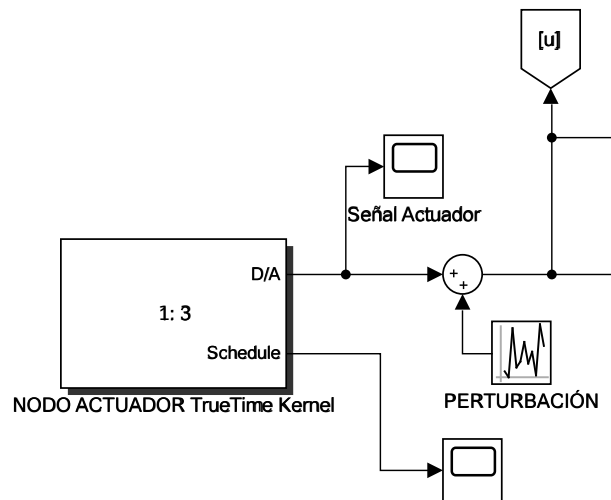 [u]
Señal Actuador
D/A
+
+
1: 3
Schedule
NODO ACTUADOR TrueTime Kernel
PERTURBACIÓN